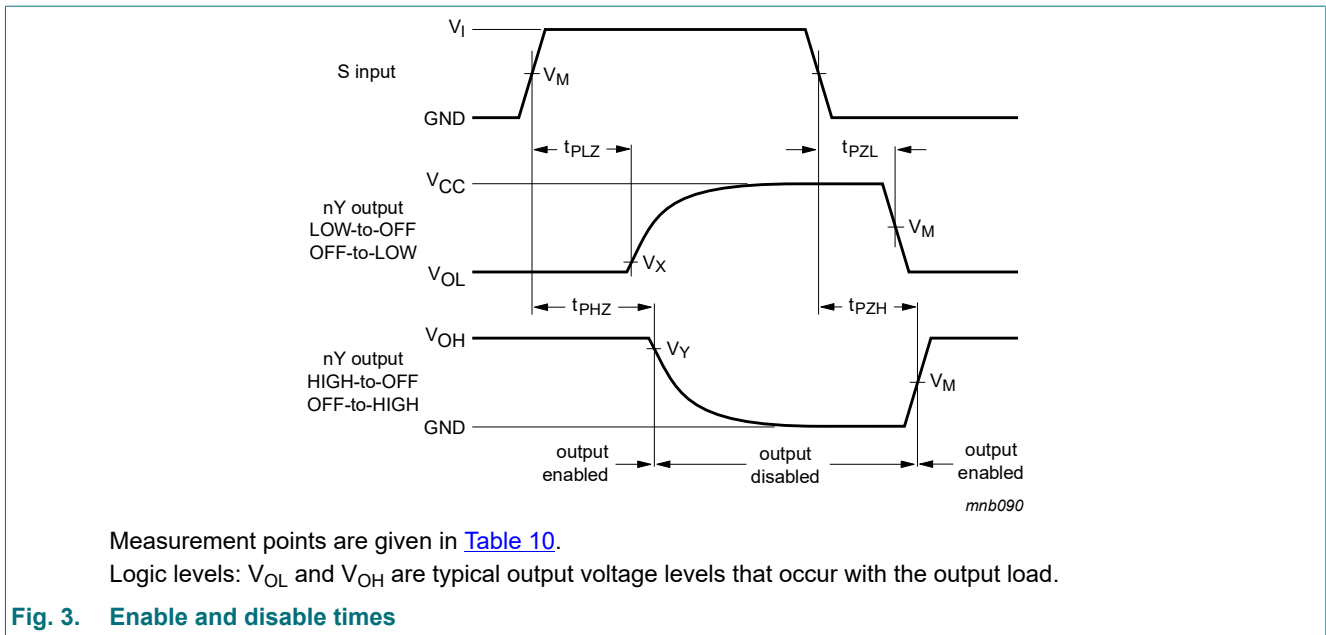 V_I
S input
V_M
GND
t_PLZ
t_PZL
V_CC
nY output
LOW-to-OFF
OFF-to-LOW
V_M
V_X
V_OL
t_PHZ
t_PZH
V_OH
nY output
HIGH-to-OFF
OFF-to-HIGH
V_Y
V_M
GND
output
enabled
output
disabled
output
enabled
mnb090
Measurement points are given in Table 10.
Logic levels: V_OL and V_OH are typical output voltage levels that occur with the output load.
Fig. 3. Enable and disable times